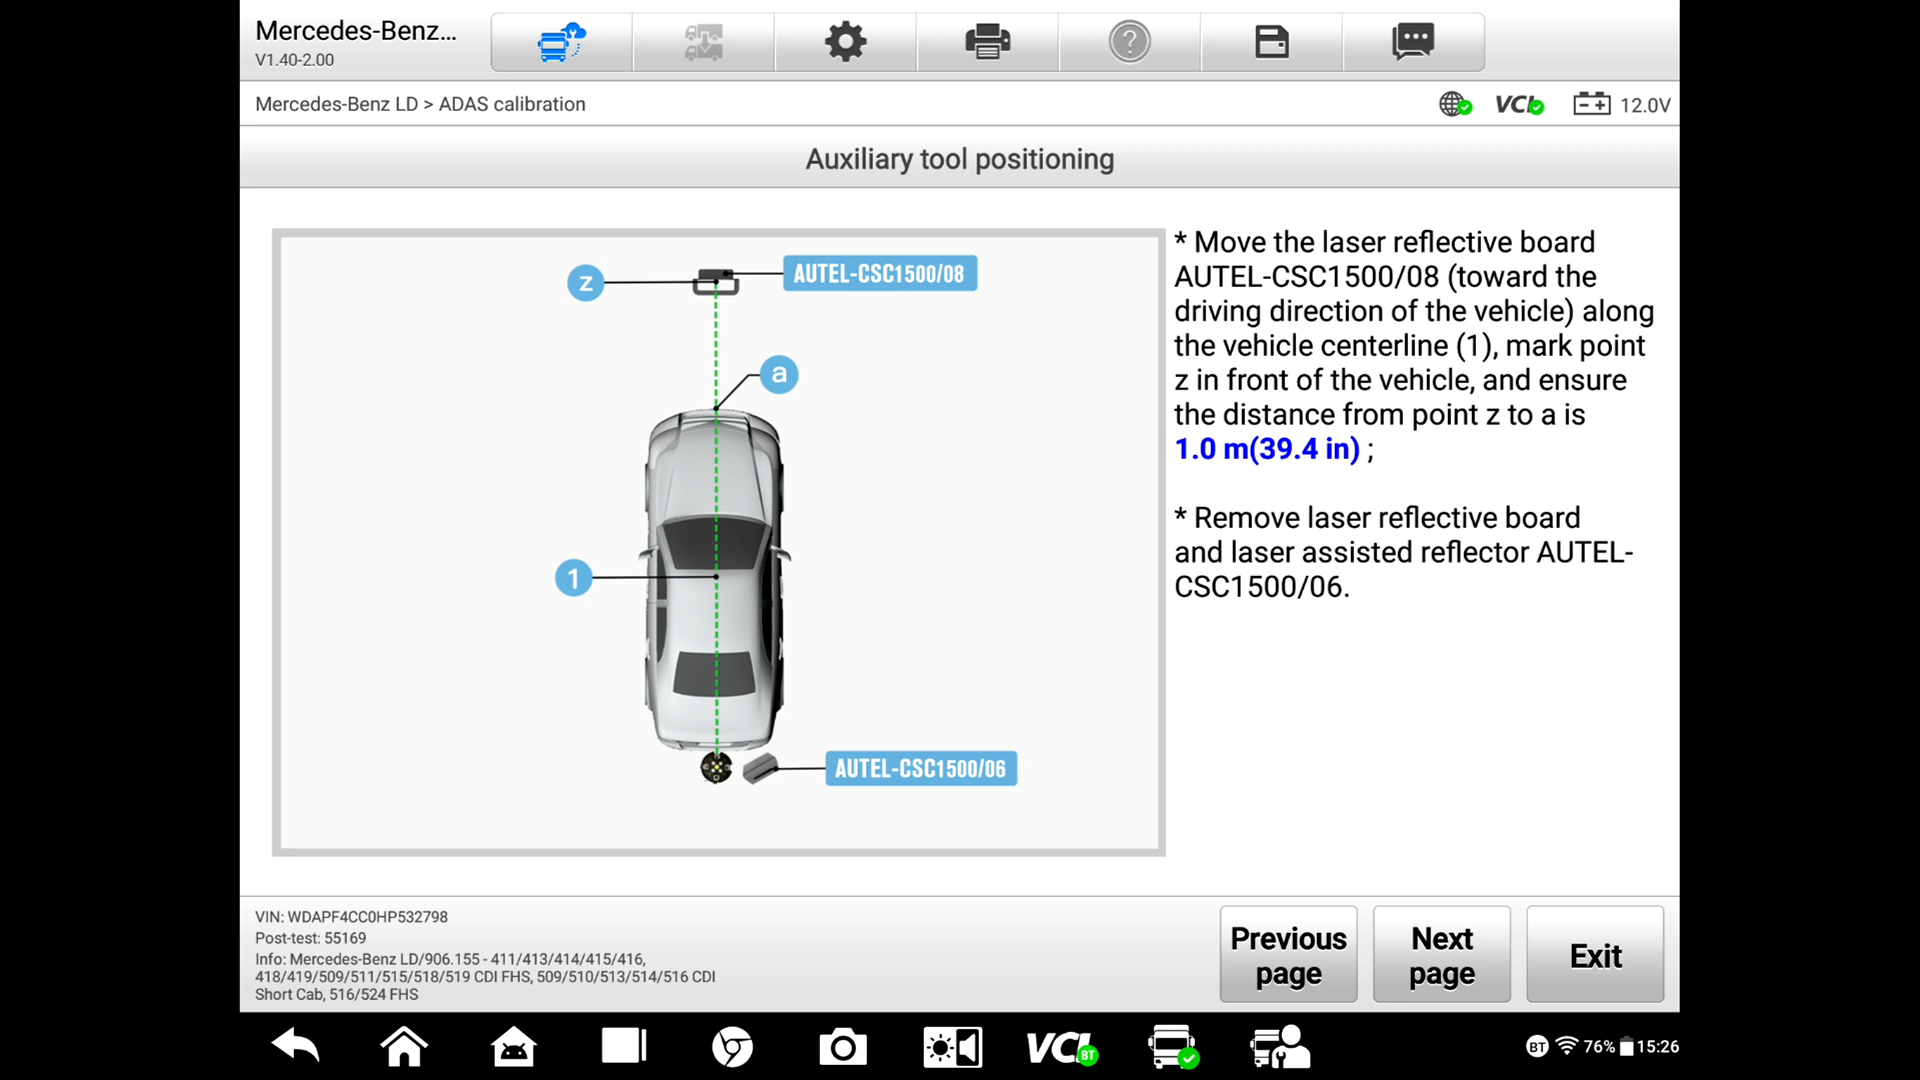 Mercedes-Benz...
V1.40-2.00
?
Mercedes-Benz LD > ADAS calibration
VCI
12.0V
Auxiliary tool positioning
z
AUTEL-CSC1500/08
a
1
AUTEL-CSC1500/06
* Move the laser reflective board
AUTEL-CSC1500/08 (toward the
driving direction of the vehicle) along
the vehicle centerline (1), mark point
z in front of the vehicle, and ensure
the distance from point z to a is
1.0 m(39.4 in) ;
* Remove laser reflective board
and laser assisted reflector AUTEL-
CSC1500/06.
VIN: WDAPF4CC0HP532798
Post-test: 55169
Info: Mercedes-Benz LD/906.155 - 411/413/414/415/416,
418/419/509/511/515/518/519 CDI FHS, 509/510/513/514/516 CDI
Short Cab, 516/524 FHS
Previous
page
Next
page
Exit
VCI
BT
BT
76%
15:26